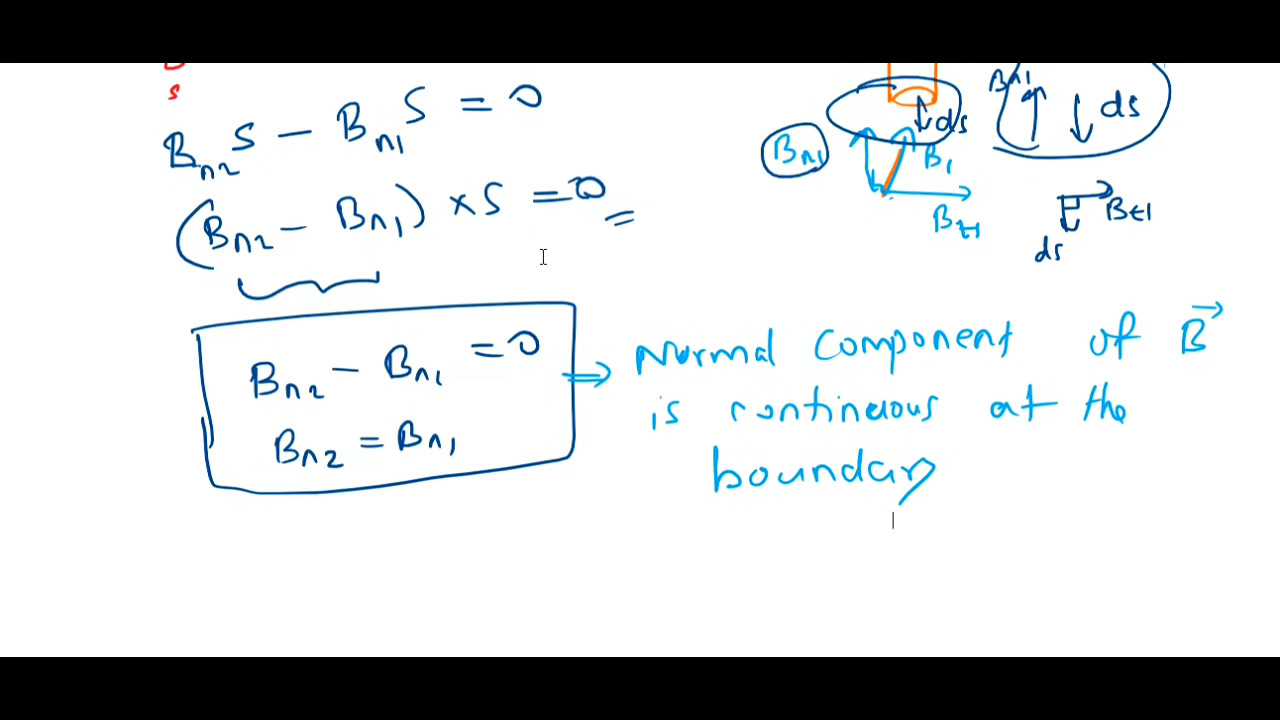 s
Bn2 S − Bn1 S = 0
(Bn2 − Bn1) × S = 0
Bn2 − Bn1 = 0
Bn2 = Bn1
Bn1
ds
ds
Bn1
B1
Bt1
Bt1
ds
Normal component of B⃗
is continuous at the
boundary